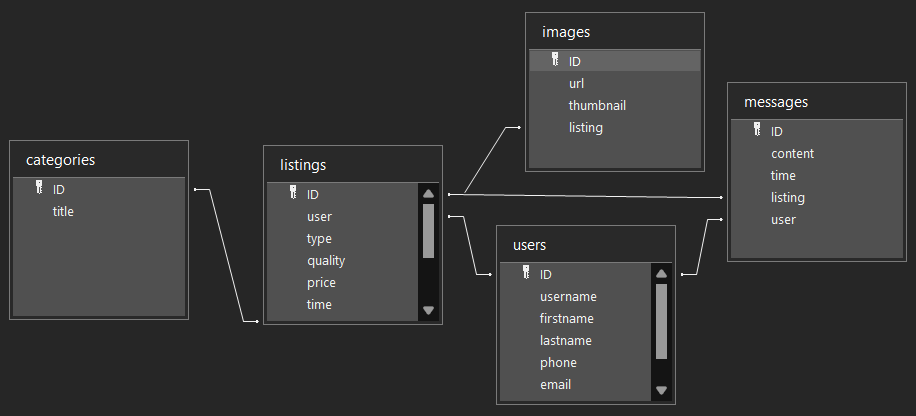 categories
ID
title
listings
ID
user
type
quality
price
time
images
ID
url
thumbnail
listing
users
ID
username
firstname
lastname
phone
email
messages
ID
content
time
listing
user